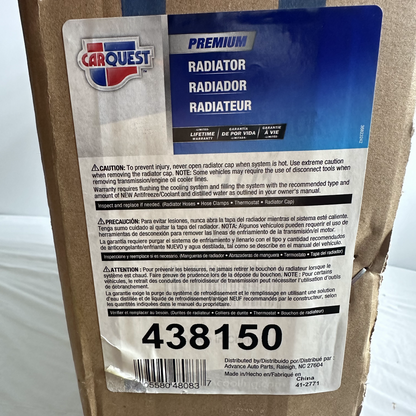 CARQUEST
PREMIUM
RADIATOR
RADIADOR
RADIATEUR
LIMITED LIFETIME WARRANTY
GARANTÍA DE POR VIDA LIMITADA
GARANTIE À VIE LIMITÉE
⚠CAUTION: To prevent injury, never open radiator cap when system is hot. Use extreme caution
when removing the radiator cap. NOTE: Some vehicles may require the use of disconnect tools when
removing transmission/engine oil cooler lines.
Warranty requires flushing the cooling system and filling the system with the recommended type and
amount of NEW Antifreeze/Coolant and distilled water as outlined in your owner's manual.
Inspect and replace if needed. (Radiator Hoses • Hose Clamps • Thermostat • Radiator Cap)
⚠PRECAUCIÓN: Para evitar lesiones, nunca abra la tapa del radiador mientras el sistema esté caliente.
Tenga sumo cuidado al quitar la tapa del radiador. NOTA: Algunos vehículos pueden requerir el uso de
herramientas de desconexión para remover las líneas de enfriamiento de la transmisión/el motor.
La garantía requiere purgar el sistema de enfriamiento y llenarlo con el tipo y cantidad recomendados
de anticongelante/enfriante NUEVO y agua destilada, tal como se describe en el manual del vehículo.
Inspeccione y reemplace si es necesario. (Mangueras de radiador • Abrazaderas de manguera • Termostato • Tapa del radiador)
⚠ATTENTION : Pour prévenir les blessures, ne jamais retirer le bouchon du radiateur lorsque le
système est chaud. Faire preuve de prudence lors de la dépose du bouchon. NOTE : Pour certains
véhicules, le retrait des conduites de refroidissement de transmission peut nécessiter l'utilisation d'outils
de débranchement.
La garantie exige la purge du système de refroidissement et le remplissage en utilisant une solution
d'eau distillée et de liquide de refroidissement/antigel NEUF recommandés par le constructeur, selon
les quantités indiquées dans le manuel du propriétaire.
Vérifier et remplacer au besoin. (Durites de radiateur • Colliers de durite • Thermostat • Bouchon de radiateur)
438150
05580 48083 7
Distributed by/Distribuido por/Distribué par :
Advance Auto Parts, Raleigh, NC 27604
Made in/Hecho en/Fabriqué en
China
41-2771